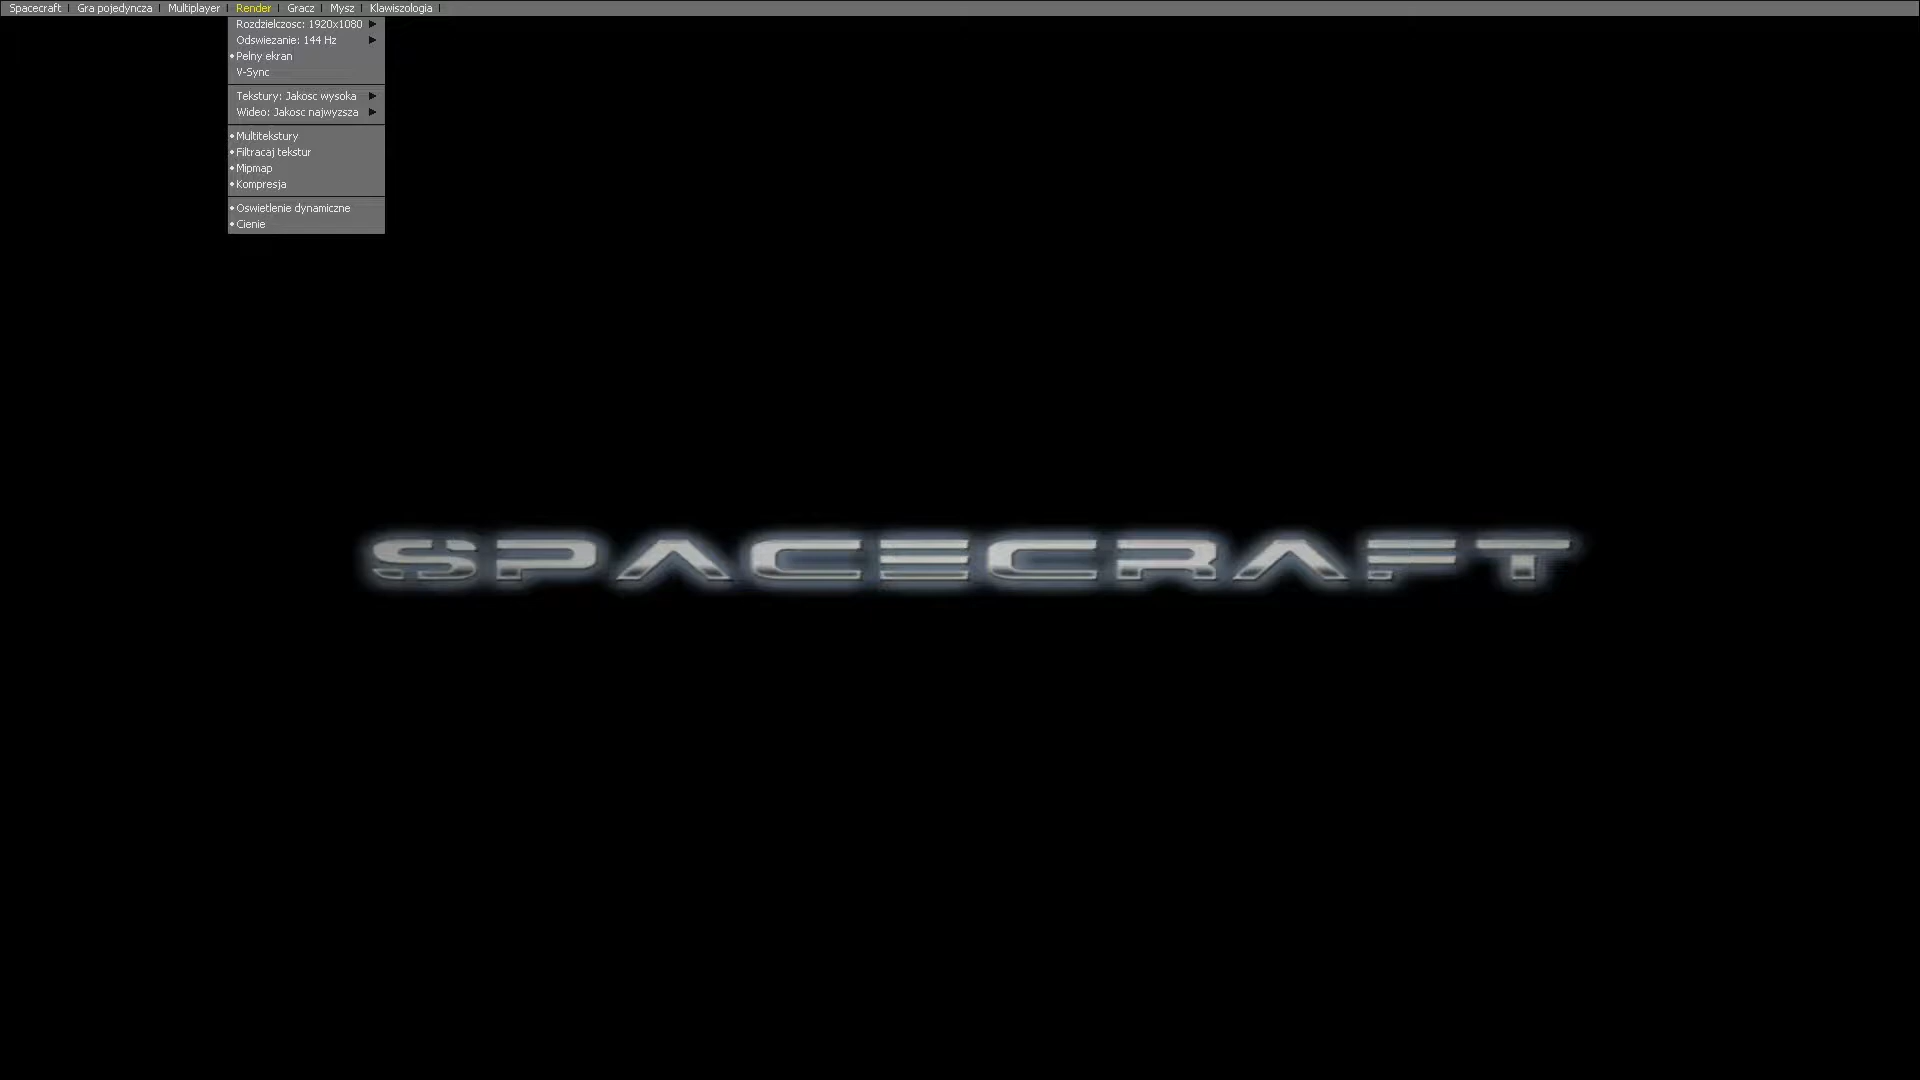 Spacecraft | Gra pojedyncza | Multiplayer | Render | Gracz | Mysz | Klawiszologia |
Rozdzielczosc: 1920x1080 ▶
Odswiezanie: 144 Hz ▶
•Pelny ekran
V-Sync
Tekstury: Jakosc wysoka ▶
Wideo: Jakosc najwyzsza ▶
•Multitekstury
•Filtracaj tekstur
•Mipmap
•Kompresja
•Oswietlenie dynamiczne
•Cienie
SPACECRAFT